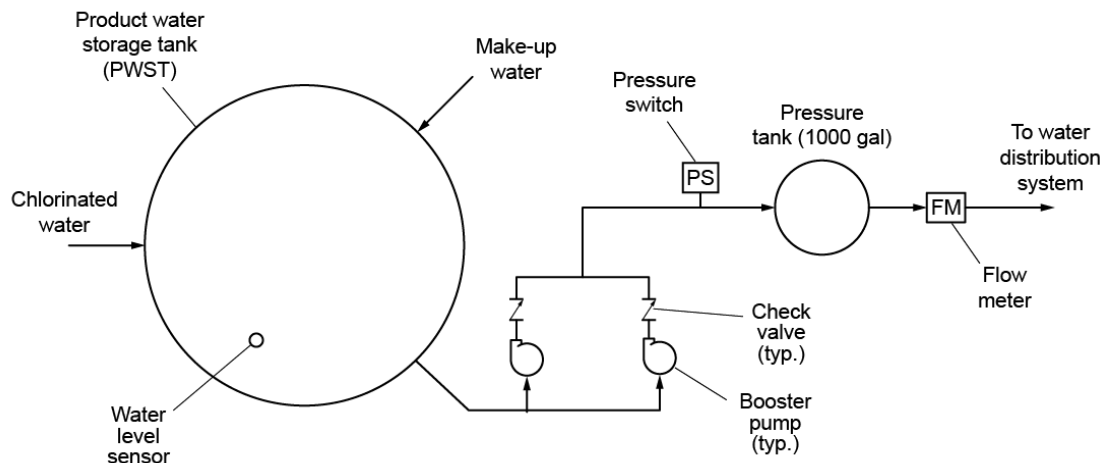 Product water
storage tank
(PWST)
Make-up
water
Chlorinated
water
Water
level
sensor
Pressure
switch
PS
Pressure
tank (1000 gal)
To water
distribution
system
FM
Flow
meter
Check
valve
(typ.)
Booster
pump
(typ.)